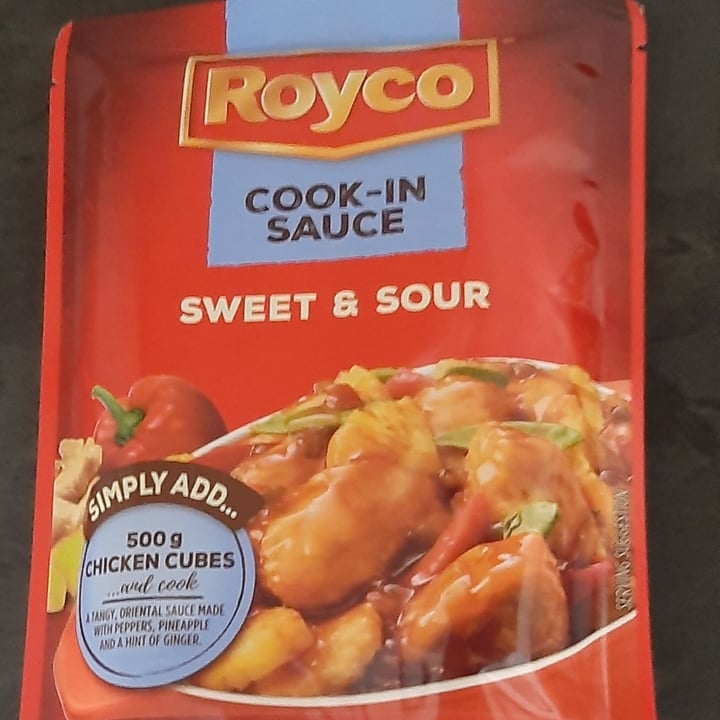 Royco
COOK-IN
SAUCE
SWEET & SOUR
SIMPLY ADD...
500g
CHICKEN CUBES
...and cook
A TANGY, ORIENTAL SAUCE MADE
WITH PEPPERS, PINEAPPLE
AND A HINT OF GINGER.
SERVING SUGGESTION